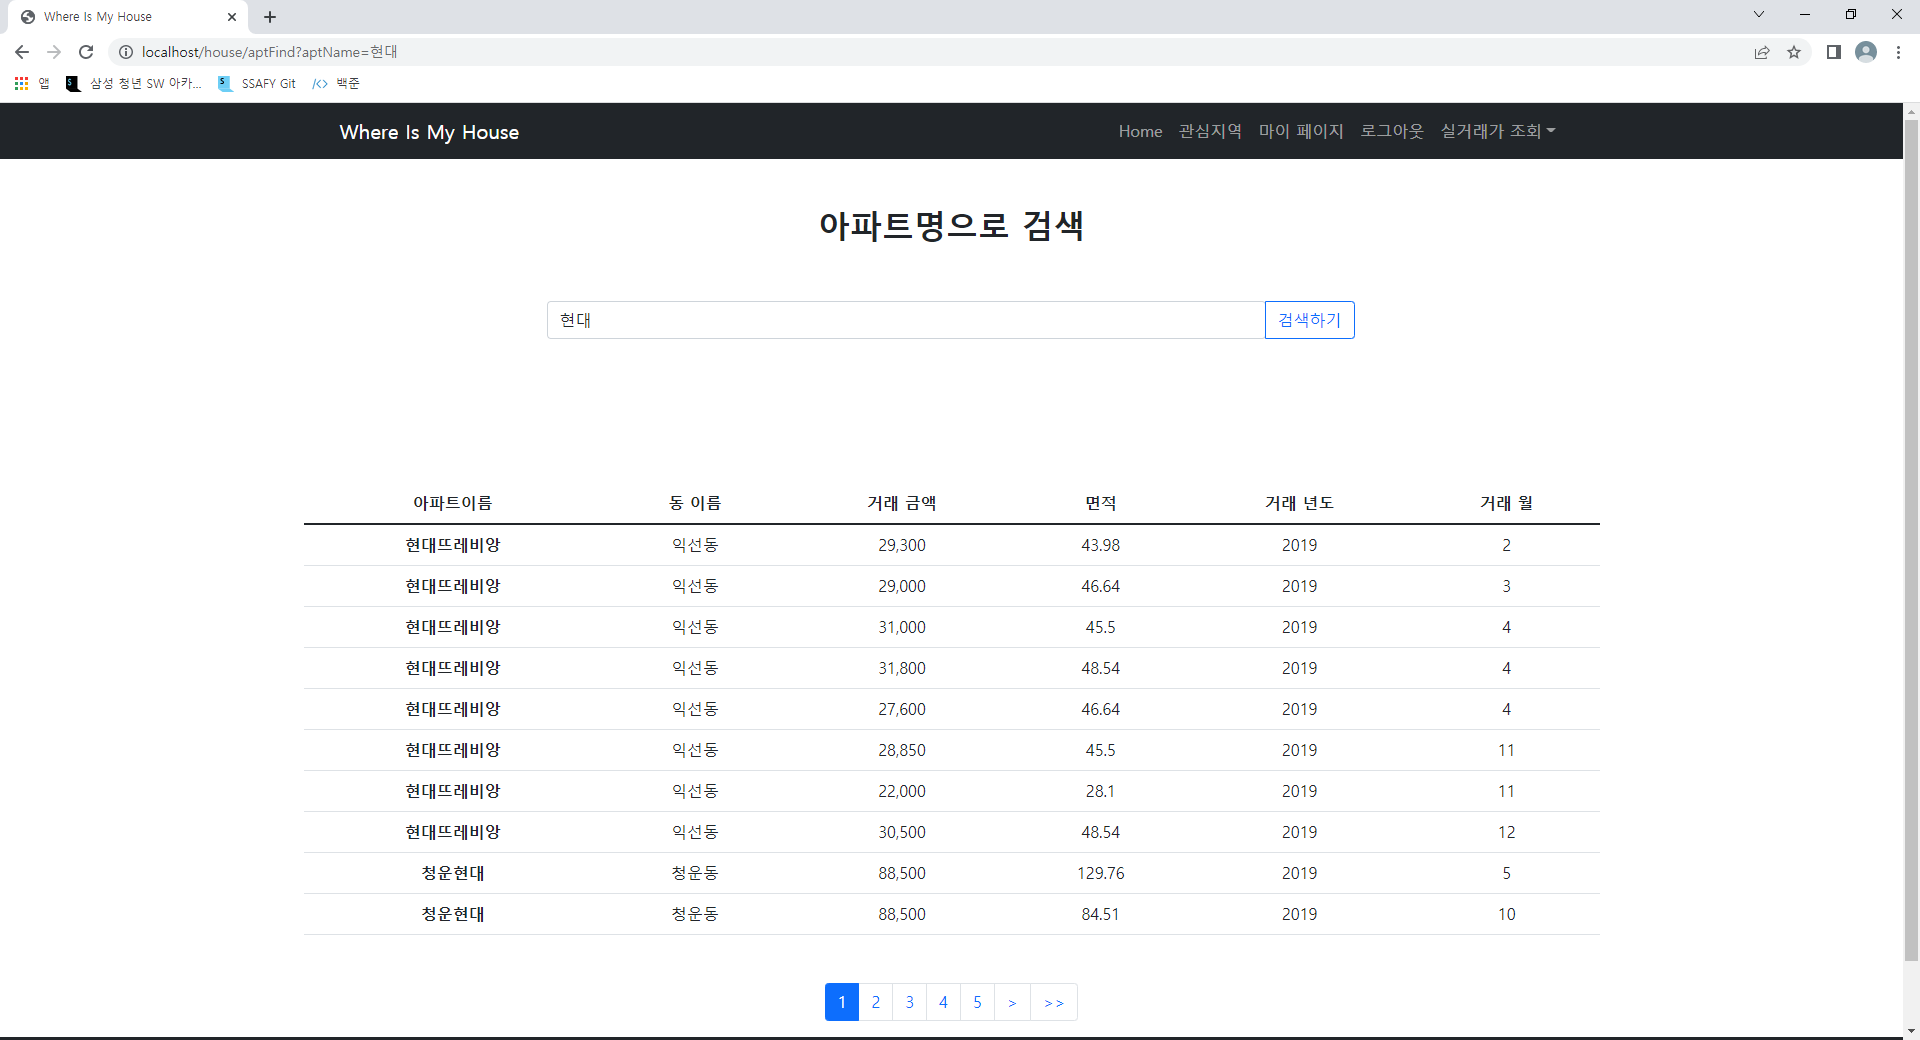 Where Is My House
localhost/house/aptFind?aptName=현대
앱 삼성 청년 SW 아카... SSAFY Git 백준
Where Is My House Home 관심지역 마이 페이지 로그아웃 실거래가 조회
아파트명으로 검색
현대 검색하기
아파트이름 동 이름 거래 금액 면적 거래 년도 거래 월
현대뜨레비앙 익선동 29,300 43.98 2019 2
현대뜨레비앙 익선동 29,000 46.64 2019 3
현대뜨레비앙 익선동 31,000 45.5 2019 4
현대뜨레비앙 익선동 31,800 48.54 2019 4
현대뜨레비앙 익선동 27,600 46.64 2019 4
현대뜨레비앙 익선동 28,850 45.5 2019 11
현대뜨레비앙 익선동 22,000 28.1 2019 11
현대뜨레비앙 익선동 30,500 48.54 2019 12
청운현대 청운동 88,500 129.76 2019 5
청운현대 청운동 88,500 84.51 2019 10
1 2 3 4 5 > >>